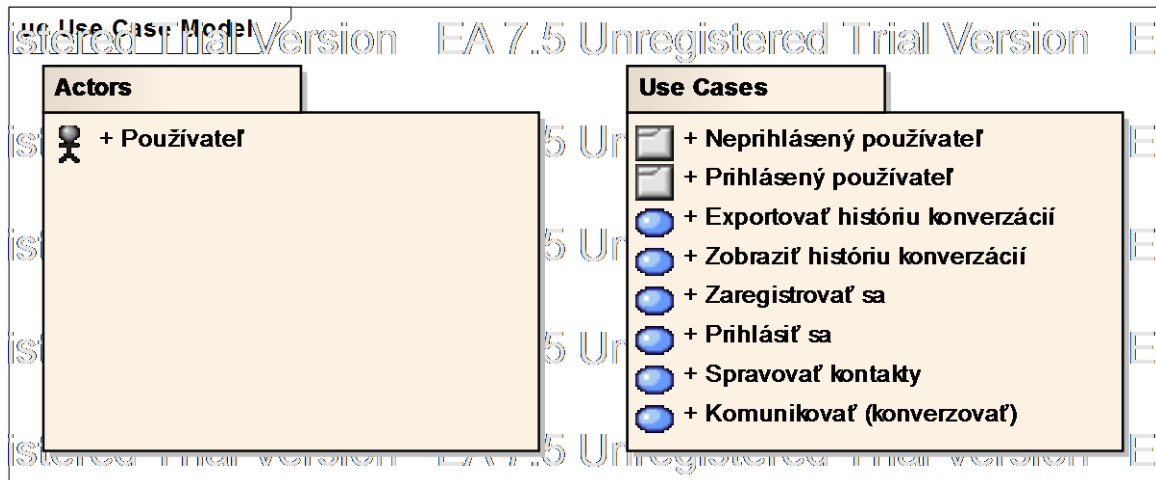 uc Use Case Model
istered Trial Version EA 7.5 Unregistered Trial Version E
Actors
+ Používateľ
Use Cases
+ Neprihlásený používateľ
+ Prihlásený používateľ
+ Exportovať históriu konverzácií
+ Zobraziť históriu konverzácií
+ Zaregistrovať sa
+ Prihlásiť sa
+ Spravovať kontakty
+ Komunikovať (konverzovať)
istered Trial Version EA 7.5 Unregistered Trial Version E